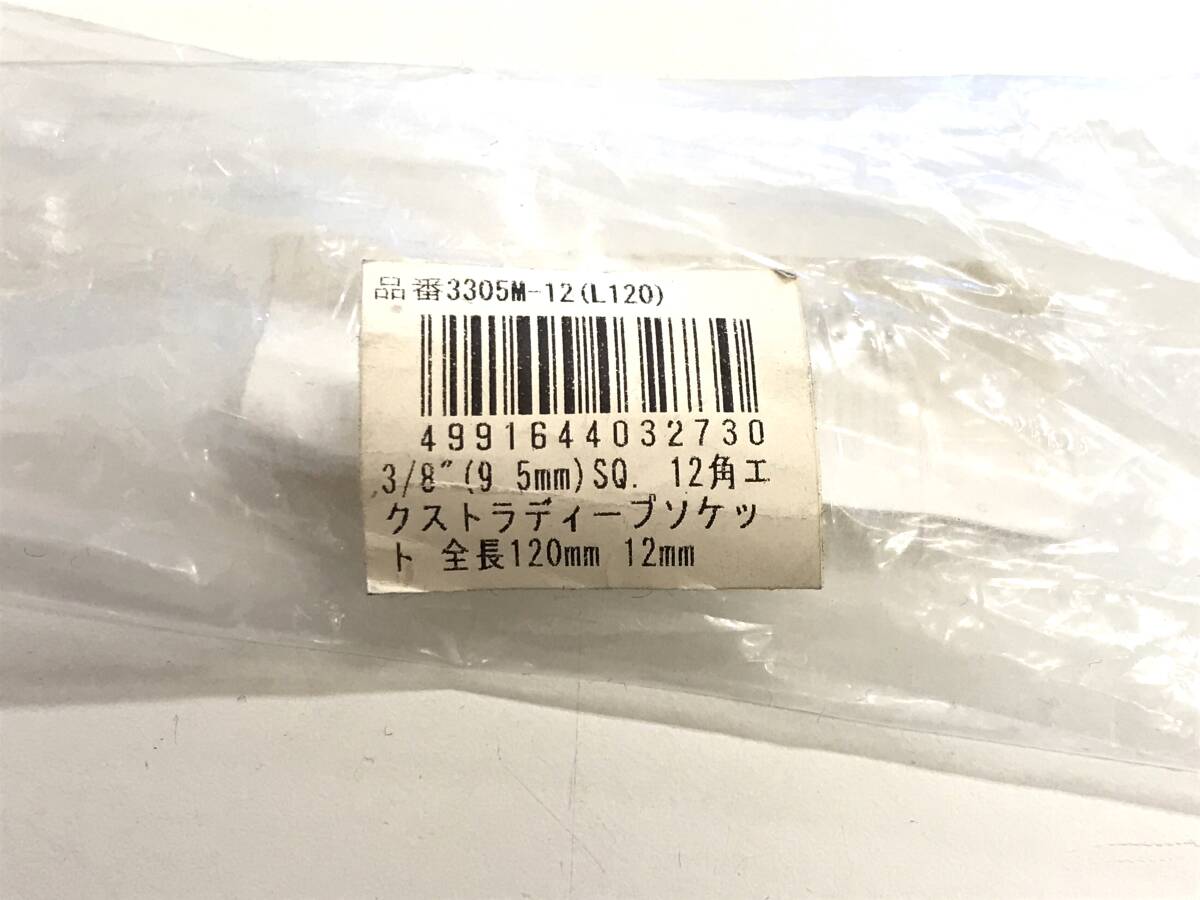 品番3305M-12(L120)
4991644032730
3/8"(9 5mm)SQ. 12角エ
クストラディープソケッ
ト 全長120mm 12mm